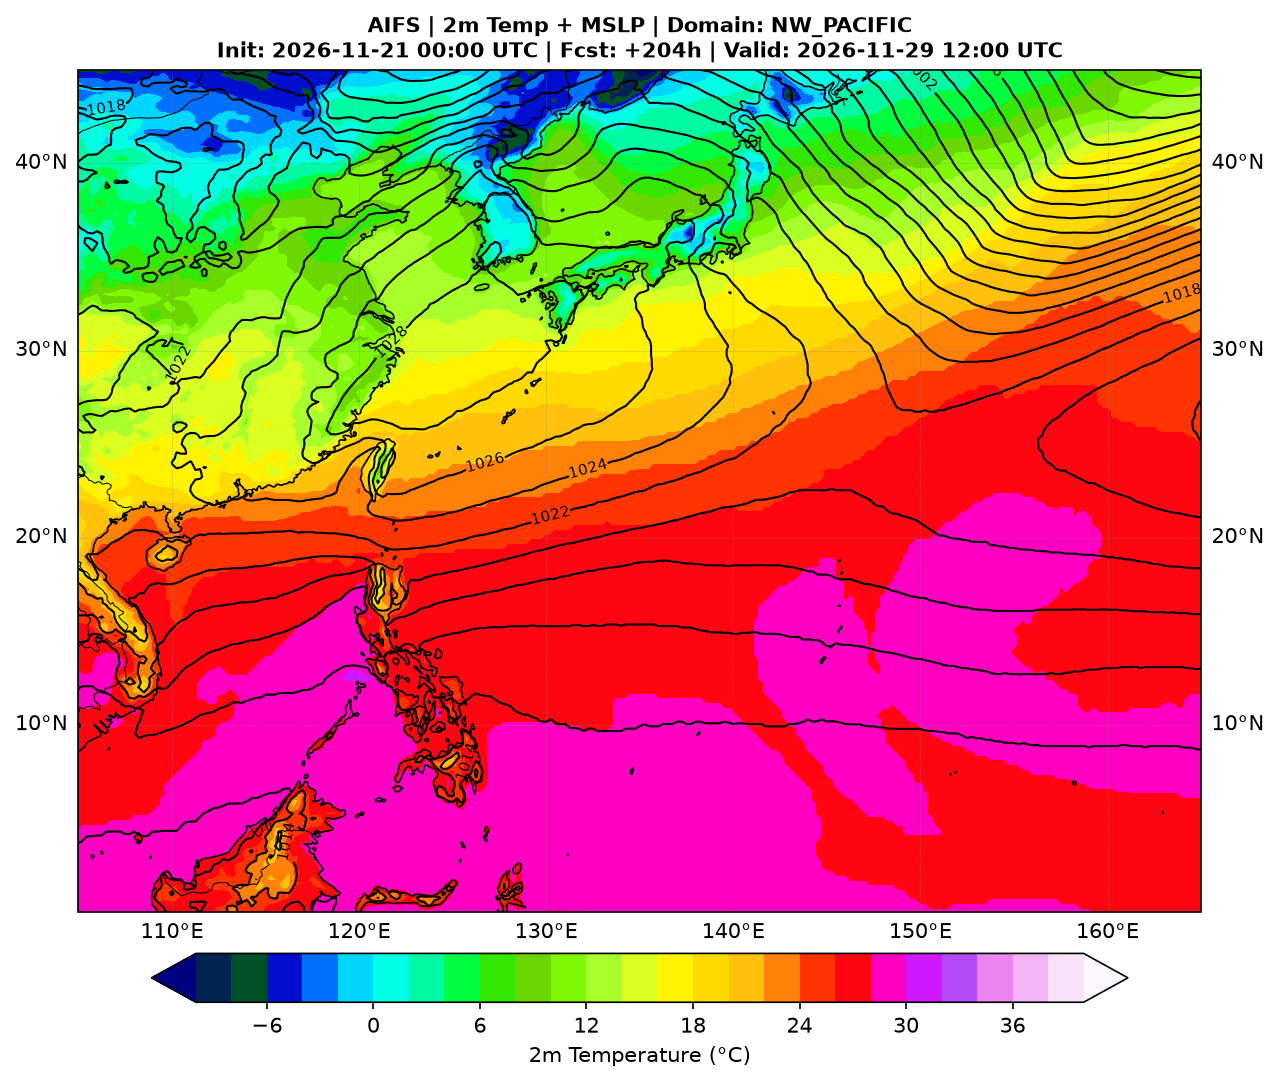 AIFS | 2m Temp + MSLP | Domain: NW_PACIFIC
Init: 2026-11-21 00:00 UTC | Fcst: +204h | Valid: 2026-11-29 12:00 UTC
1018
1018
1022
1028
1026
1024
1022
1014
1014
40°N
30°N
20°N
10°N
40°N
30°N
20°N
10°N
110°E 120°E 130°E 140°E 150°E 160°E
−6 0 6 12 18 24 30 36
2m Temperature (°C)